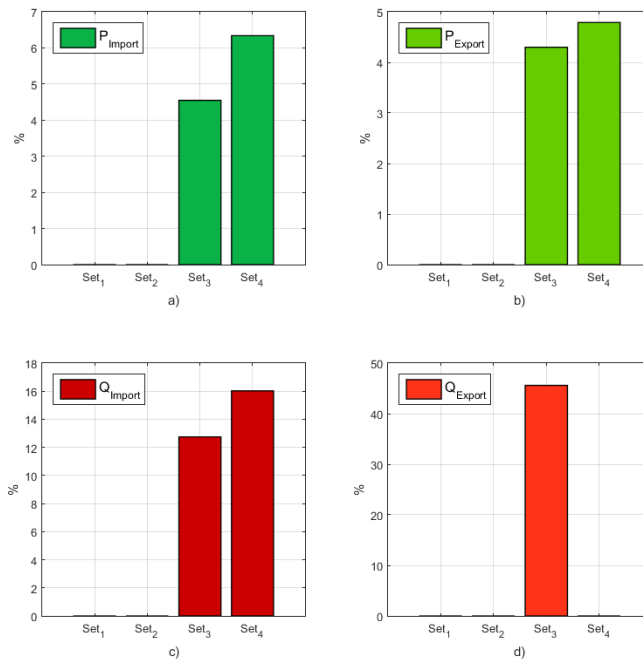 7
6
5
4
3
2
1
0
%
P_Import
Set_1 Set_2 Set_3 Set_4
a)
5
4
3
2
1
0
%
P_Export
Set_1 Set_2 Set_3 Set_4
b)
18
16
14
12
10
8
6
4
2
0
%
Q_Import
Set_1 Set_2 Set_3 Set_4
c)
50
40
30
20
10
0
%
Q_Export
Set_1 Set_2 Set_3 Set_4
d)